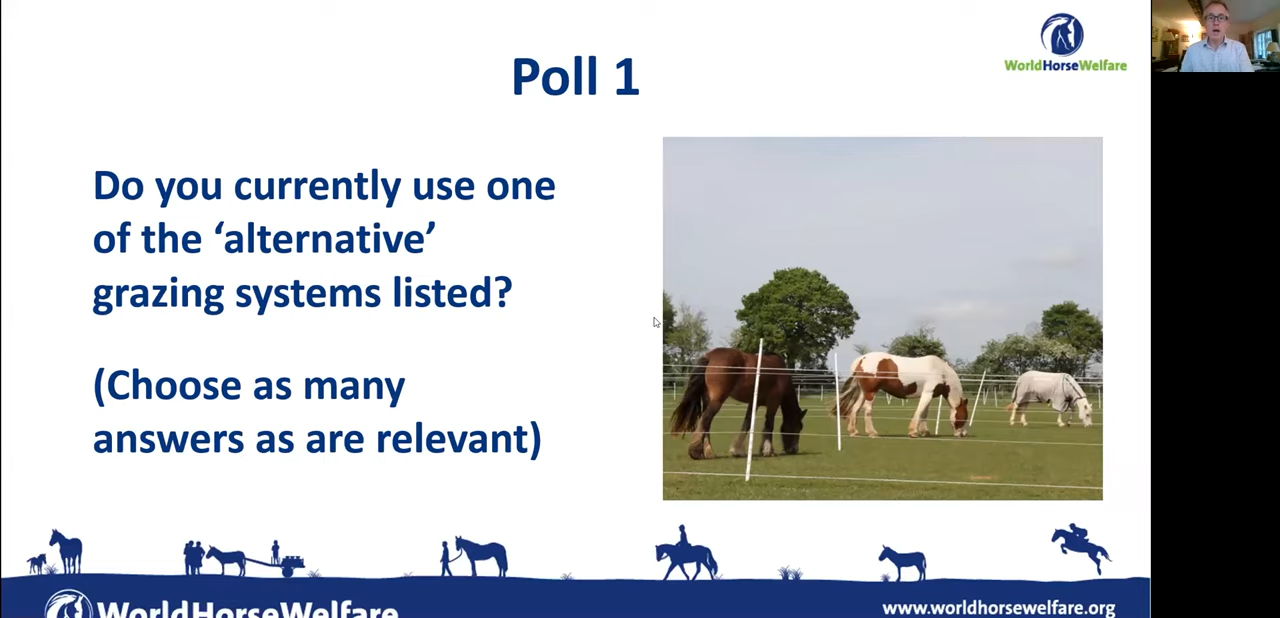 Poll 1
WorldHorseWelfare
Do you currently use one
of the ‘alternative’
grazing systems listed?
(Choose as many
answers as are relevant)
WorldHorseWelfare
www.worldhorsewelfare.org